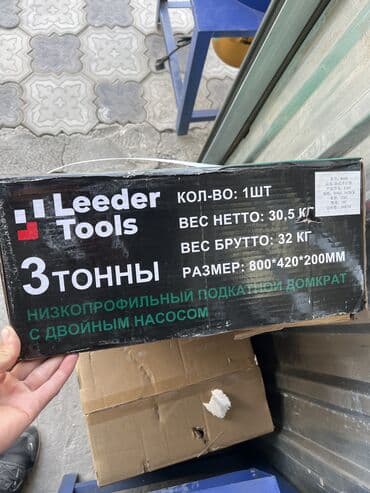 Leeder
Tools
3 ТОННЫ
КОЛ-ВО: 1ШТ
ВЕС НЕТТО: 30,5 КГ
ВЕС БРУТТО: 32 КГ
РАЗМЕР: 800*420*200ММ
НИЗКОПРОФИЛЬНЫЙ ПОДКАТНОЙ ДОМКРАТ
С ДВОЙНЫМ НАСОСОМ